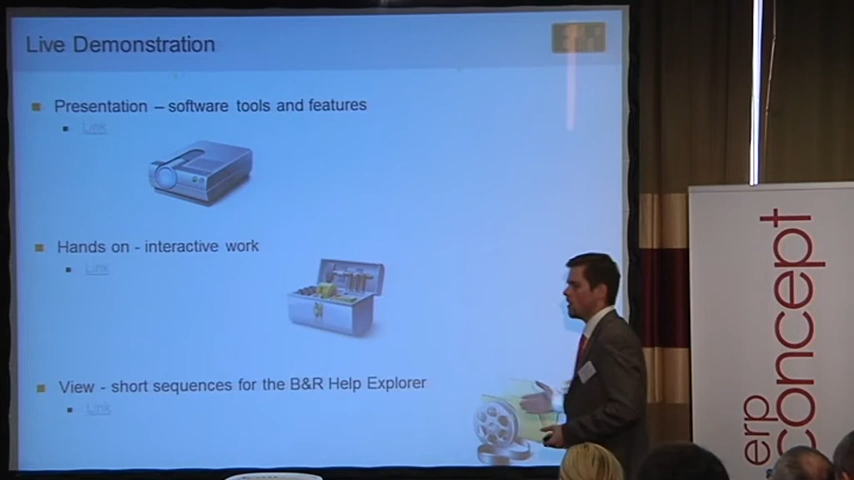 Live Demonstration
Presentation – software tools and features
Link
Hands on - interactive work
Link
View - short sequences for the B&R Help Explorer
Link
erp
concept